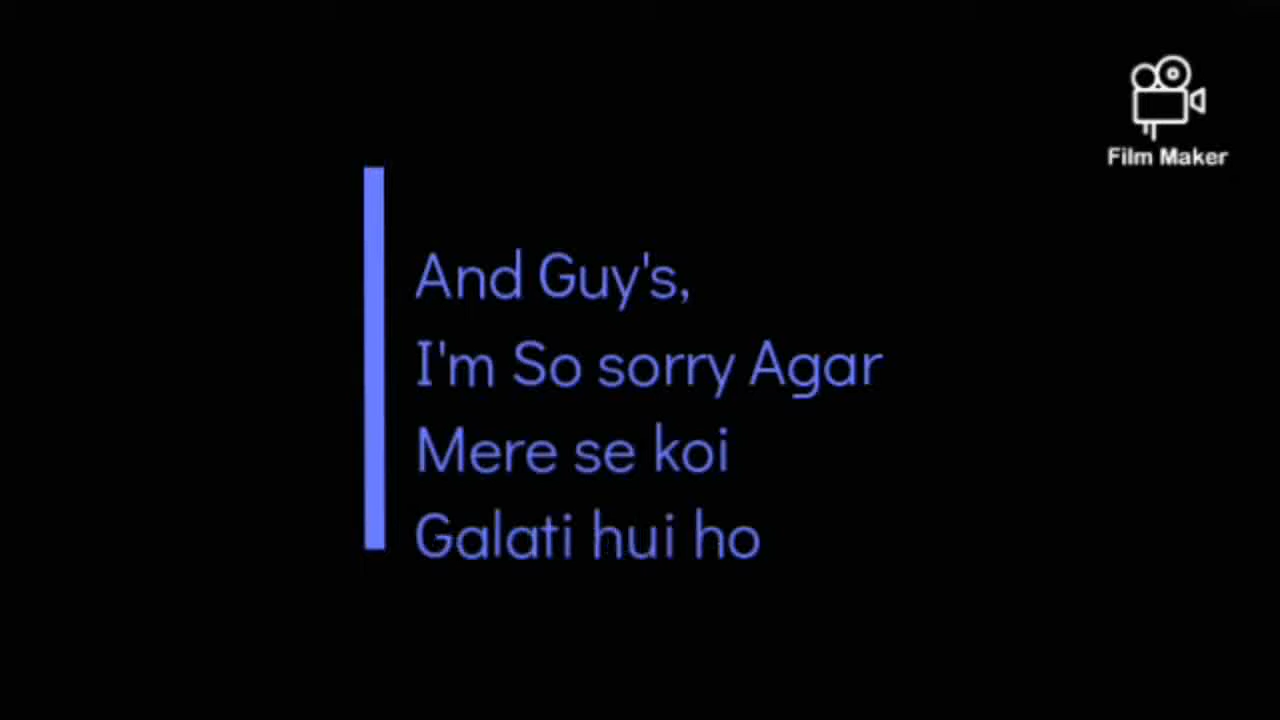 Film Maker
And Guy's,
I'm So sorry Agar
Mere se koi
Galati hui ho